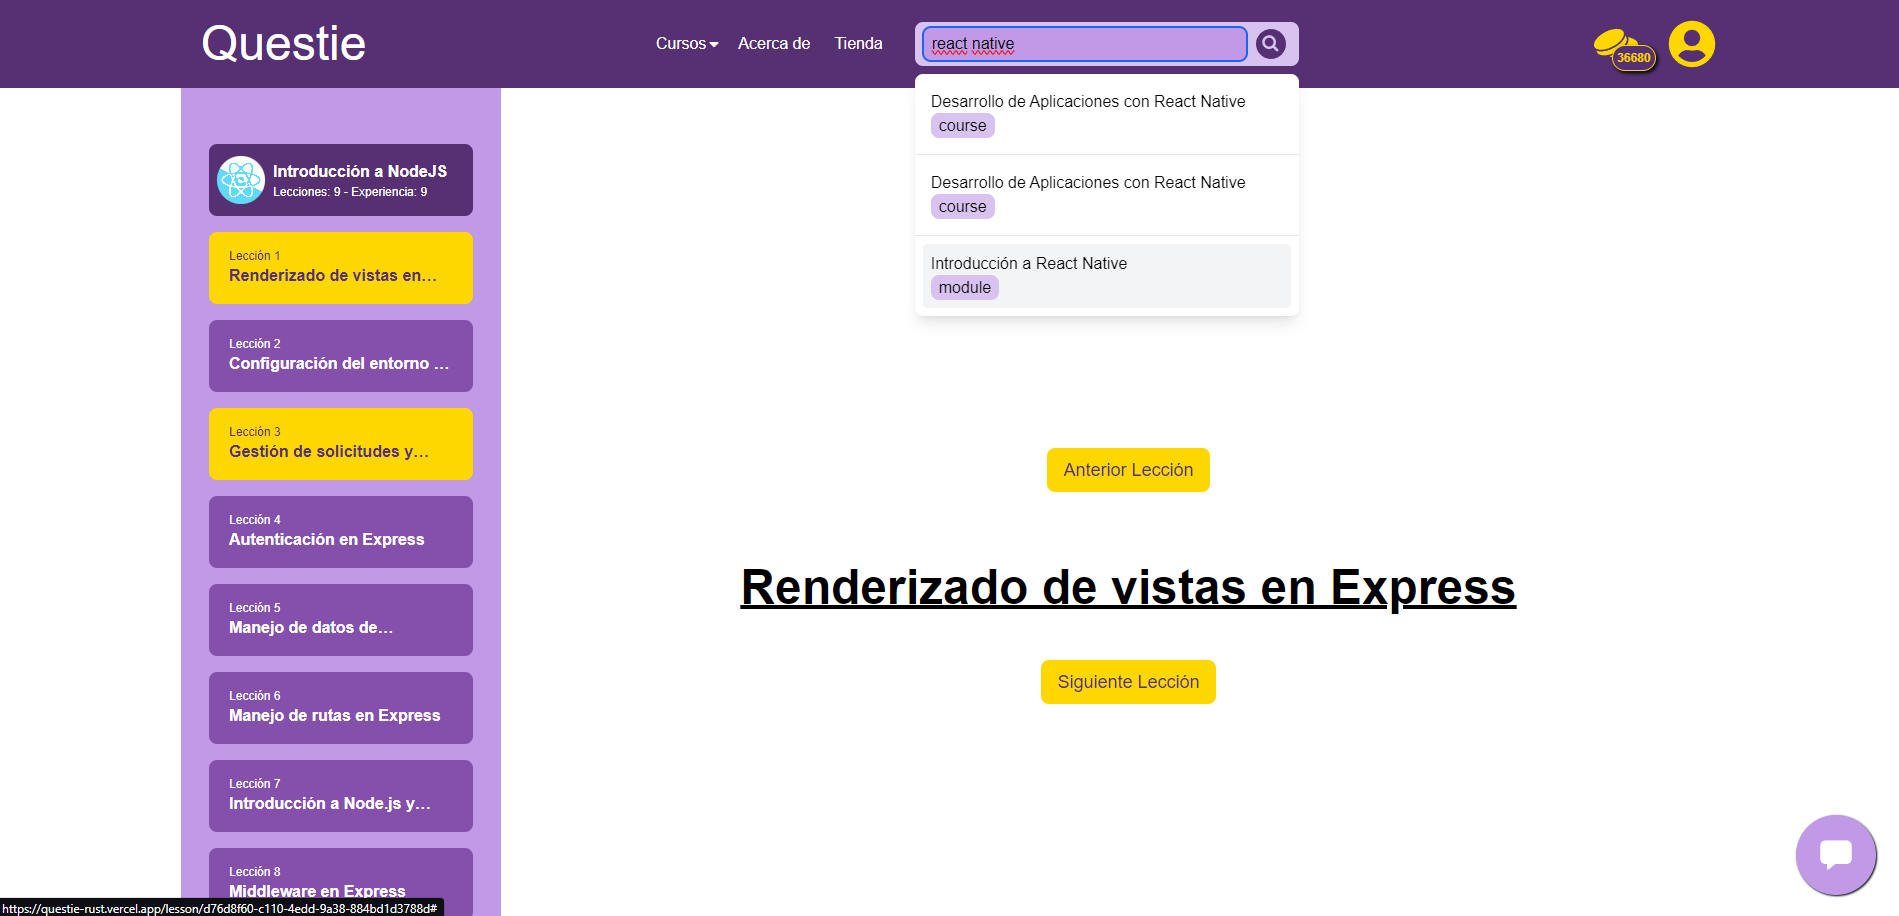 Questie
Cursos
Acerca de
Tienda
react native
36680
Desarrollo de Aplicaciones con React Native
course
Desarrollo de Aplicaciones con React Native
course
Introducción a React Native
module
Introducción a NodeJS
Lecciones: 9 - Experiencia: 9
Lección 1
Renderizado de vistas en...
Lección 2
Configuración del entorno ...
Lección 3
Gestión de solicitudes y...
Lección 4
Autenticación en Express
Lección 5
Manejo de datos de...
Lección 6
Manejo de rutas en Express
Lección 7
Introducción a Node.js y...
Lección 8
Middleware en Express
Anterior Lección
Renderizado de vistas en Express
Siguiente Lección
https://questie-rust.vercel.app/lesson/d76d8f60-c110-4edd-9a38-884bd1d3788d#